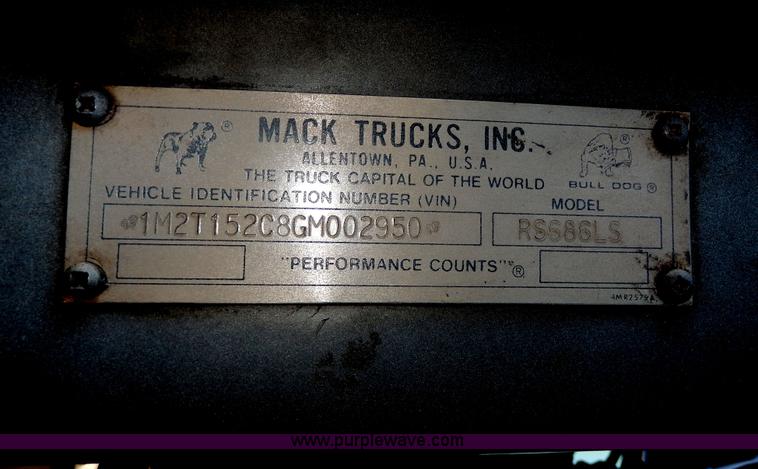 MACK TRUCKS, INC.
ALLENTOWN, PA., U.S.A.
THE TRUCK CAPITAL OF THE WORLD
BULL DOG ®
VEHICLE IDENTIFICATION NUMBER (VIN)
MODEL
1M2T152C8GM002950
RS686LS
"PERFORMANCE COUNTS"®
4MR2579A
www.purplewave.com